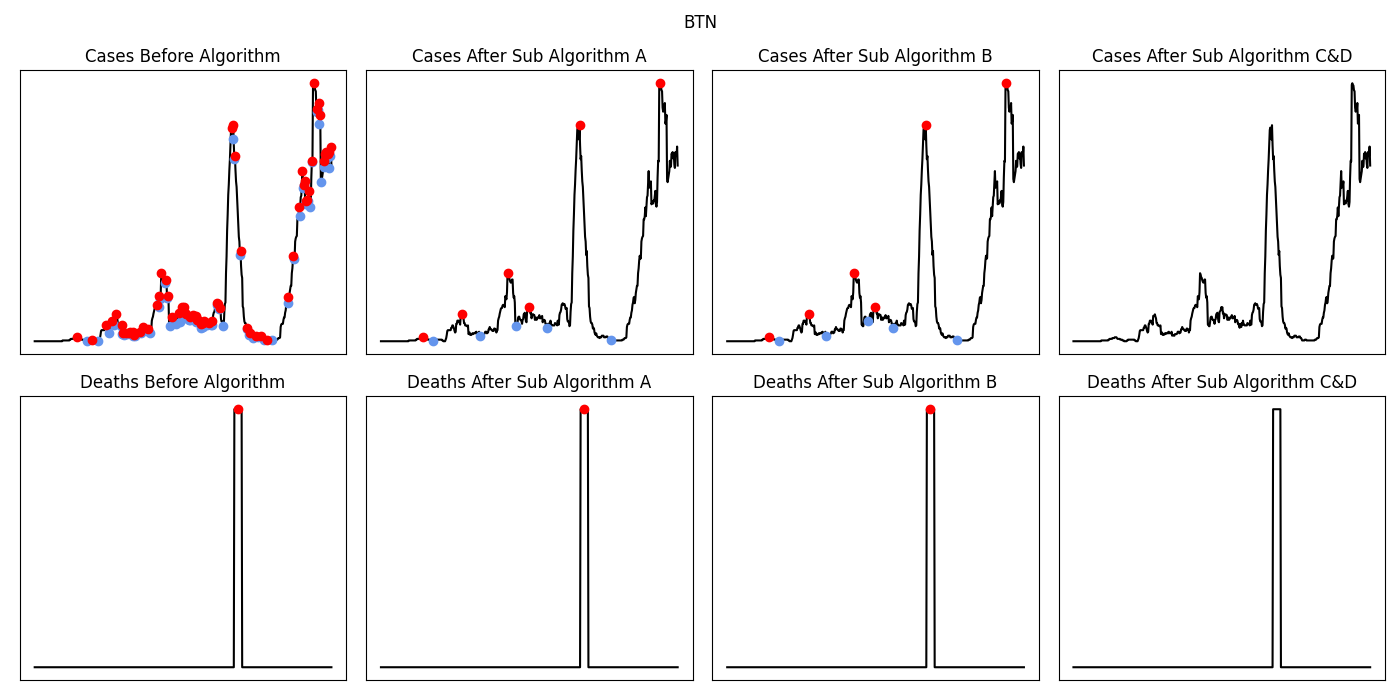 BTN
Cases Before Algorithm
Cases After Sub Algorithm A
Cases After Sub Algorithm B
Cases After Sub Algorithm C&D
Deaths Before Algorithm
Deaths After Sub Algorithm A
Deaths After Sub Algorithm B
Deaths After Sub Algorithm C&D